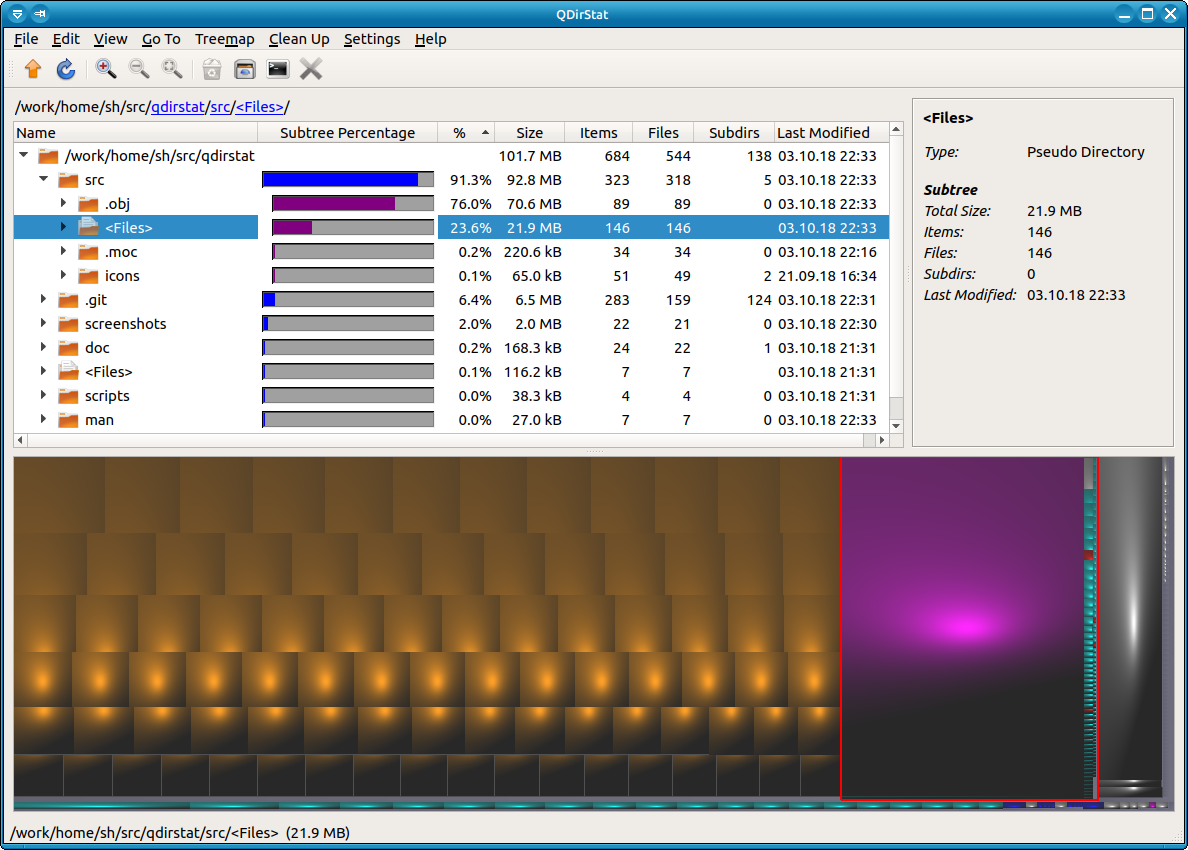 QDirStat
File Edit View Go To Treemap Clean Up Settings Help
/work/home/sh/src/qdirstat/src/<Files>/
Name Subtree Percentage % Size Items Files Subdirs Last Modified
/work/home/sh/src/qdirstat 101.7 MB 684 544 138 03.10.18 22:33
src 91.3% 92.8 MB 323 318 5 03.10.18 22:33
.obj 76.0% 70.6 MB 89 89 0 03.10.18 22:33
<Files> 23.6% 21.9 MB 146 146 03.10.18 22:33
.moc 0.2% 220.6 kB 34 34 0 03.10.18 22:16
icons 0.1% 65.0 kB 51 49 2 21.09.18 16:34
.git 6.4% 6.5 MB 283 159 124 03.10.18 22:31
screenshots 2.0% 2.0 MB 22 21 0 03.10.18 22:30
doc 0.2% 168.3 kB 24 22 1 03.10.18 21:31
<Files> 0.1% 116.2 kB 7 7 03.10.18 21:31
scripts 0.0% 38.3 kB 4 4 0 03.10.18 21:31
man 0.0% 27.0 kB 7 7 0 03.10.18 22:33
<Files>
Type: Pseudo Directory
Subtree
Total Size: 21.9 MB
Items: 146
Files: 146
Subdirs: 0
Last Modified: 03.10.18 22:33
/work/home/sh/src/qdirstat/src/<Files> (21.9 MB)